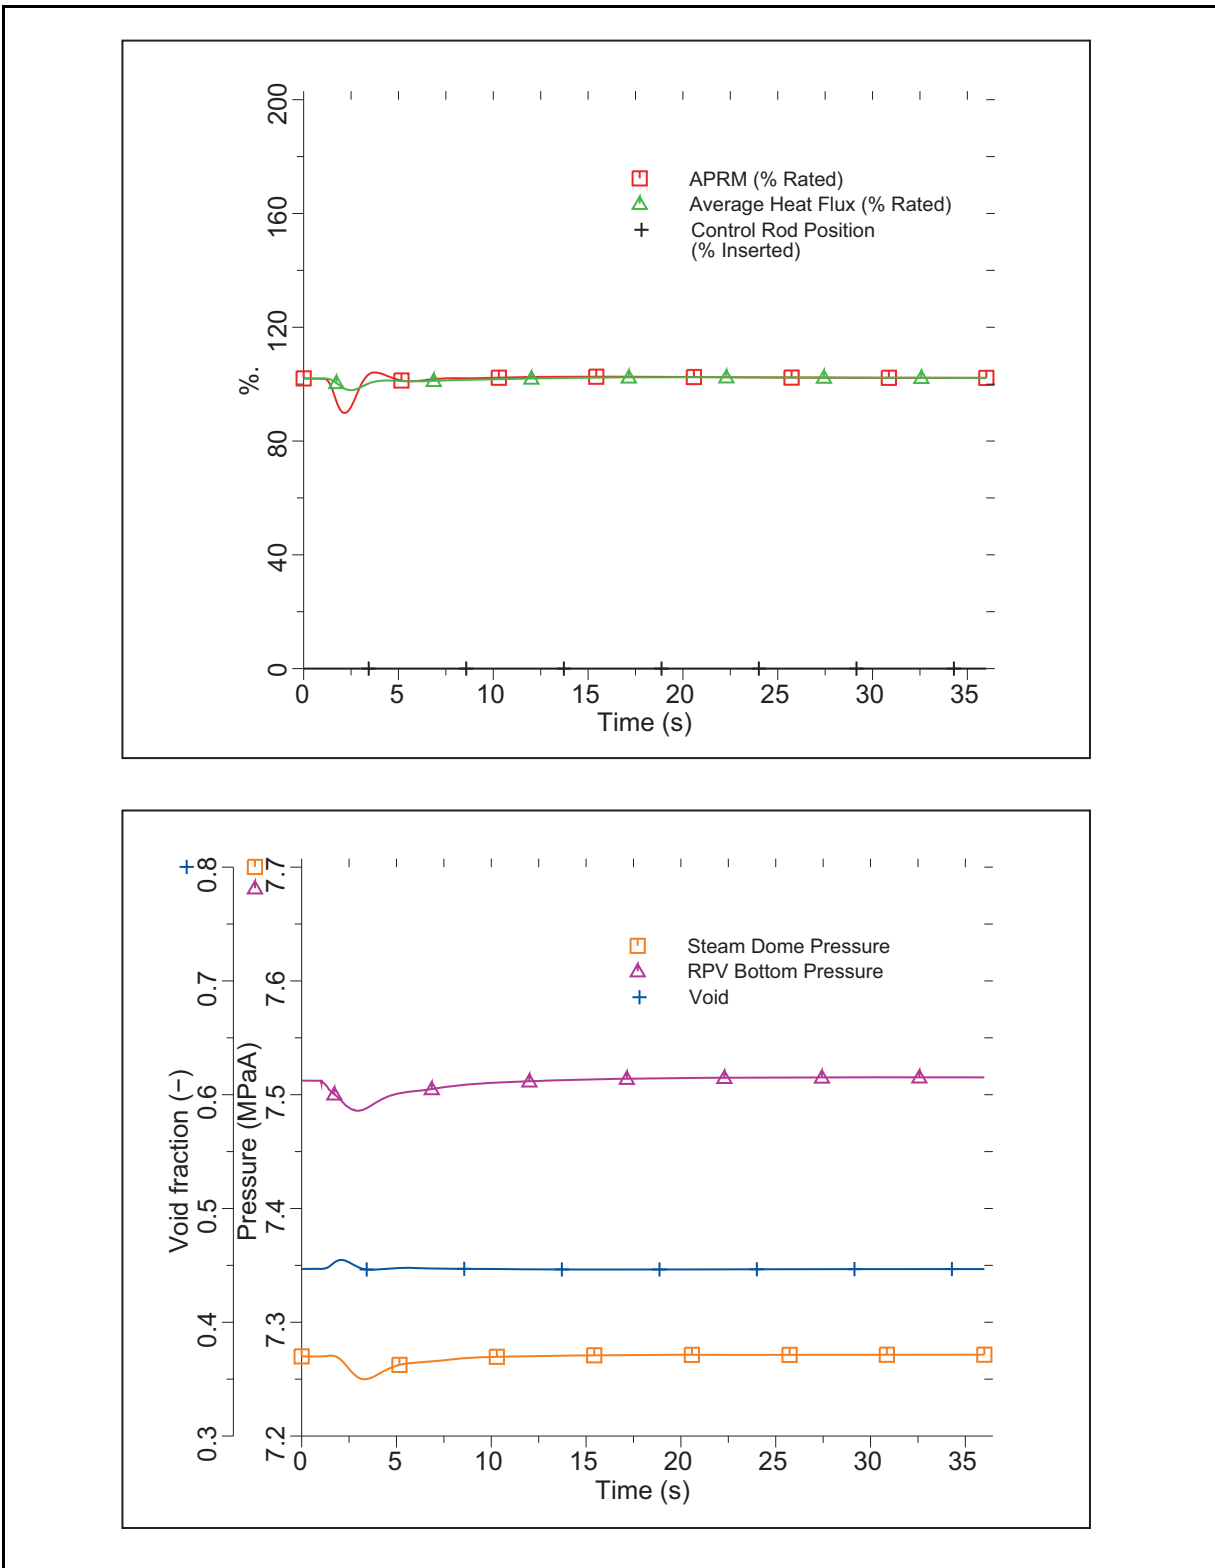 200
160
120
80
40
0
%.
APRM (% Rated)
Average Heat Flux (% Rated)
Control Rod Position
(% Inserted)
0 5 10 15 20 25 30 35
Time (s)
0.8
0.7
0.6
0.5
0.4
0.3
Void fraction (–)
7.7
7.6
7.5
7.4
7.3
7.2
Pressure (MPaA)
Steam Dome Pressure
RPV Bottom Pressure
Void
0 5 10 15 20 25 30 35
Time (s)